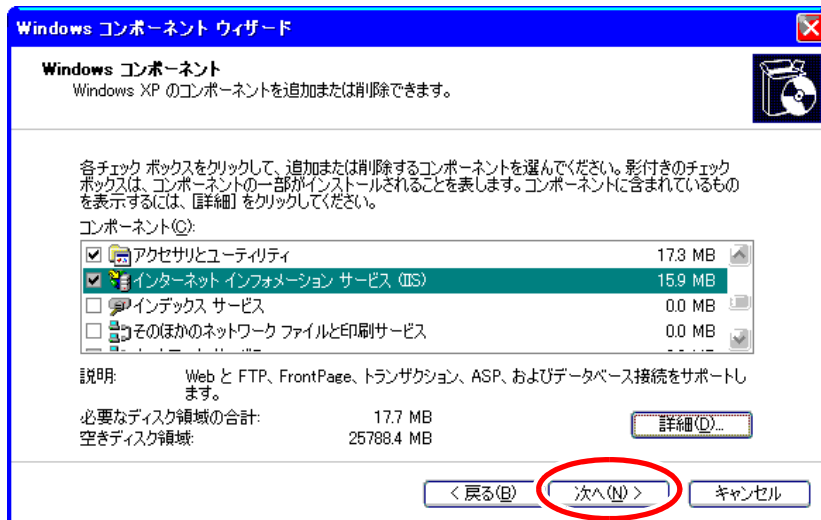 Windows コンポーネント ウィザード
Windows コンポーネント
Windows XP のコンポーネントを追加または削除できます。
各チェック ボックスをクリックして、追加または削除するコンポーネントを選んでください。影付きのチェック
ボックスは、コンポーネントの一部がインストールされることを表します。コンポーネントに含まれているもの
を表示するには、[詳細] をクリックしてください。
コンポーネント(C):
アクセサリとユーティリティ 17.3 MB
インターネット インフォメーション サービス (IIS) 15.9 MB
インデックス サービス 0.0 MB
そのほかのネットワーク ファイルと印刷サービス 0.0 MB
説明: Web と FTP、FrontPage、トランザクション、ASP、およびデータベース接続をサポートし
ます。
必要なディスク領域の合計: 17.7 MB
空きディスク領域: 25788.4 MB
詳細(D)...
< 戻る(B) 次へ(N) > キャンセル